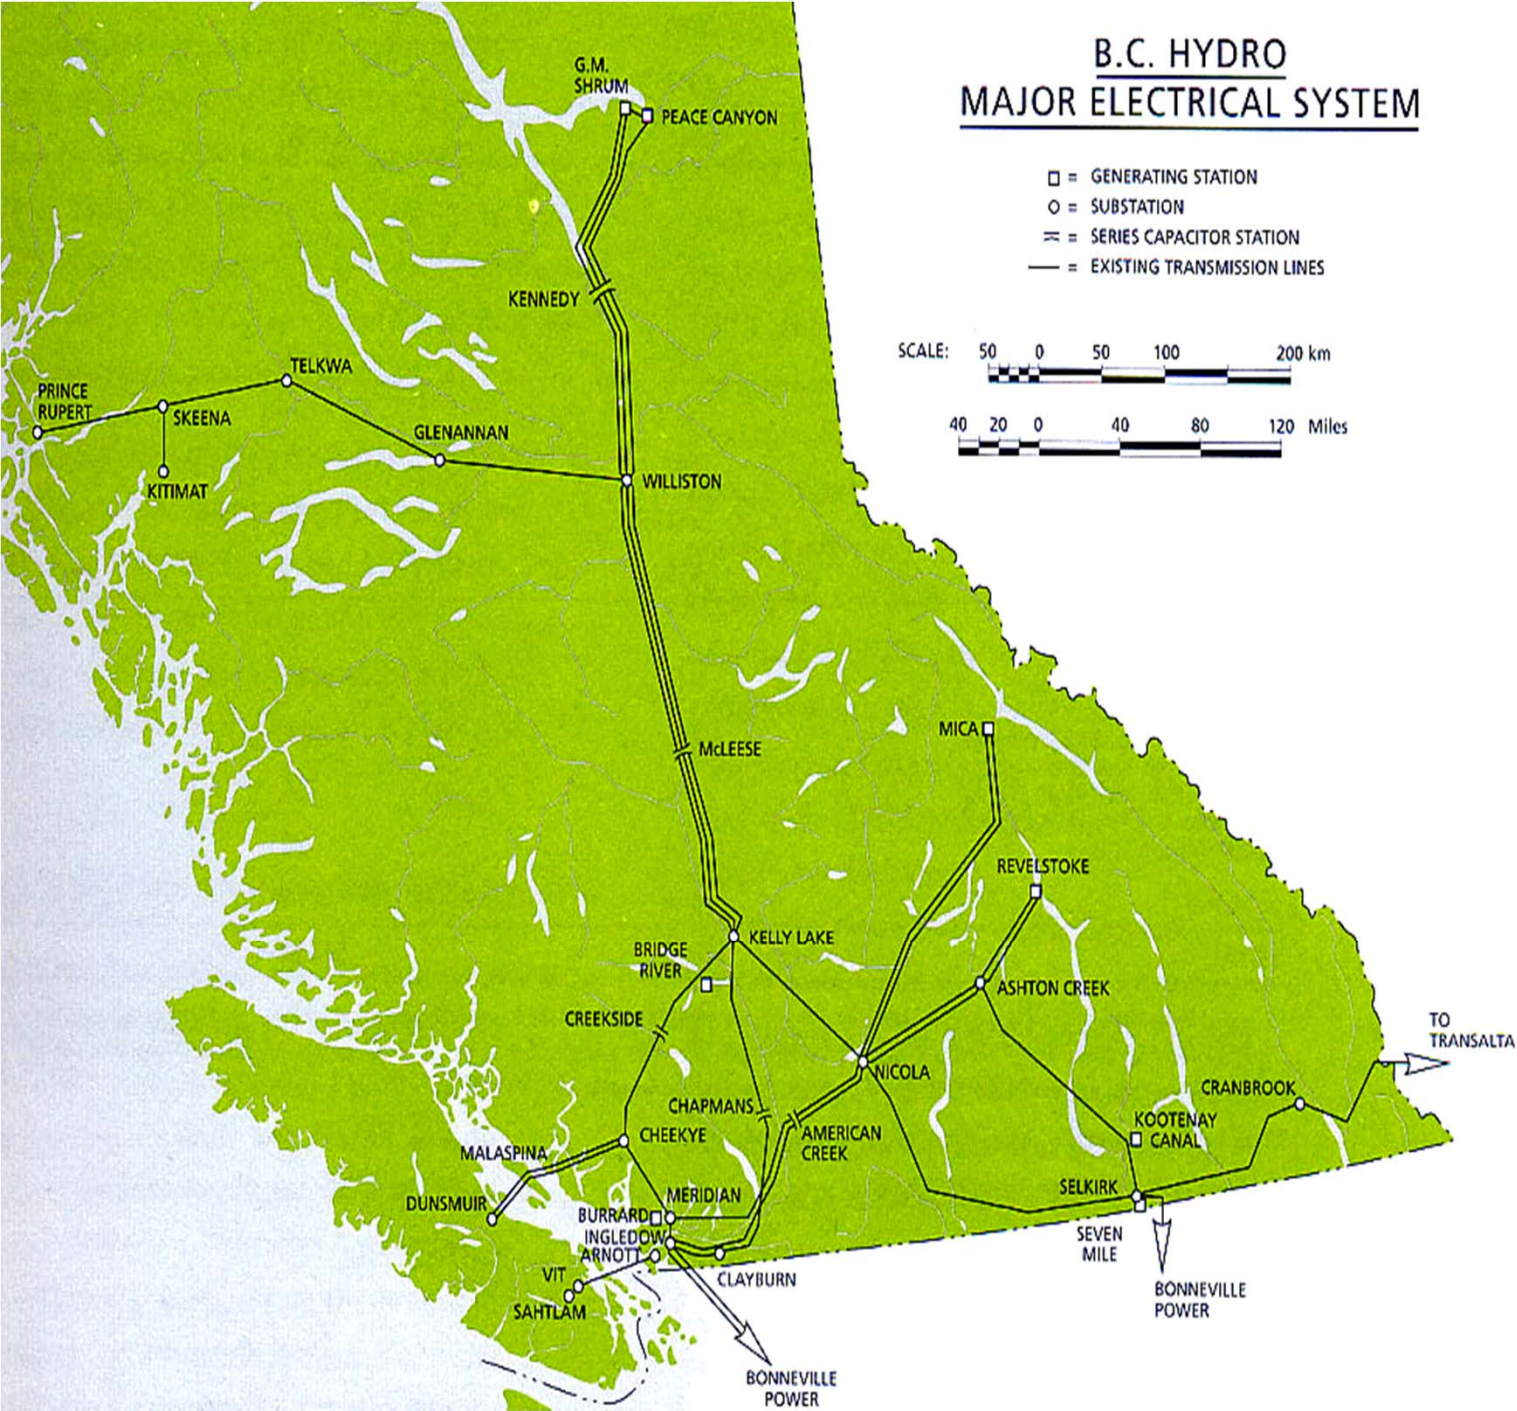 B.C. HYDRO
MAJOR ELECTRICAL SYSTEM
= GENERATING STATION
= SUBSTATION
= SERIES CAPACITOR STATION
= EXISTING TRANSMISSION LINES
SCALE: 50 0 50 100 200 km
40 20 0 40 80 120 Miles
G.M.
SHRUM
PEACE CANYON
KENNEDY
TELKWA
PRINCE
RUPERT
SKEENA
GLENANNAN
KITIMAT
WILLISTON
MICA
McLEESE
REVELSTOKE
KELLY LAKE
BRIDGE
RIVER
ASHTON CREEK
CREEKSIDE
TO
TRANSALTA
NICOLA
CRANBROOK
CHAPMANS
KOOTENAY
CANAL
AMERICAN
CREEK
CHEEKYE
MALASPINA
SELKIRK
MERIDIAN
DUNSMUIR
BURRARD
INGLEDOW
ARNOTT
SEVEN
MILE
VIT
CLAYBURN
SAHTLAM
BONNEVILLE
POWER
BONNEVILLE
POWER